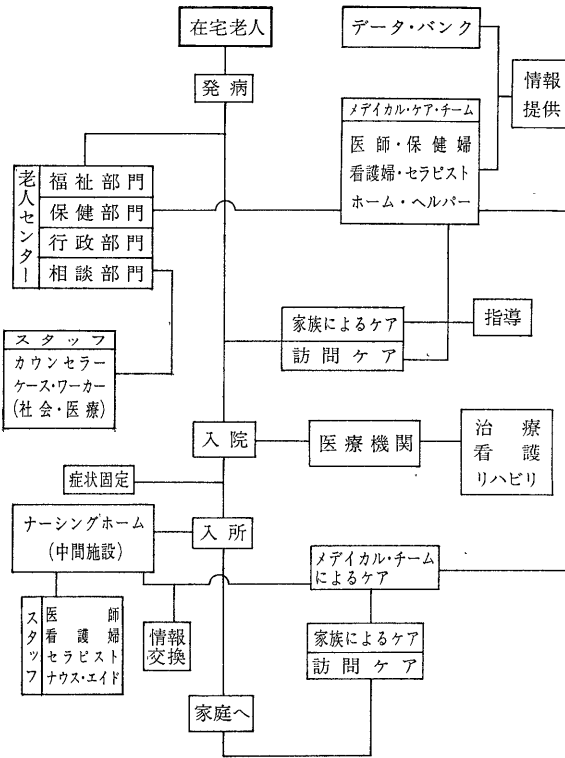 在宅老人
データ・バンク
発病
情報
提供
メデイカル・ケア・チーム
医師・保健婦
看護婦・セラピスト
ホーム・ヘルパー
老人センター
福祉部門
保健部門
行政部門
相談部門
家族によるケア
訪問ケア
指導
スタッフ
カウンセラー
ケース・ワーカー
(社会・医療)
入院
医療機関
治療
看護
リハビリ
症状固定
ナーシングホーム
(中間施設)
入所
メデイカル・チーム
によるケア
スタッフ
医師
看護婦
セラピスト
ナウス・エイド
情報
交換
家族によるケア
訪問ケア
家庭へ